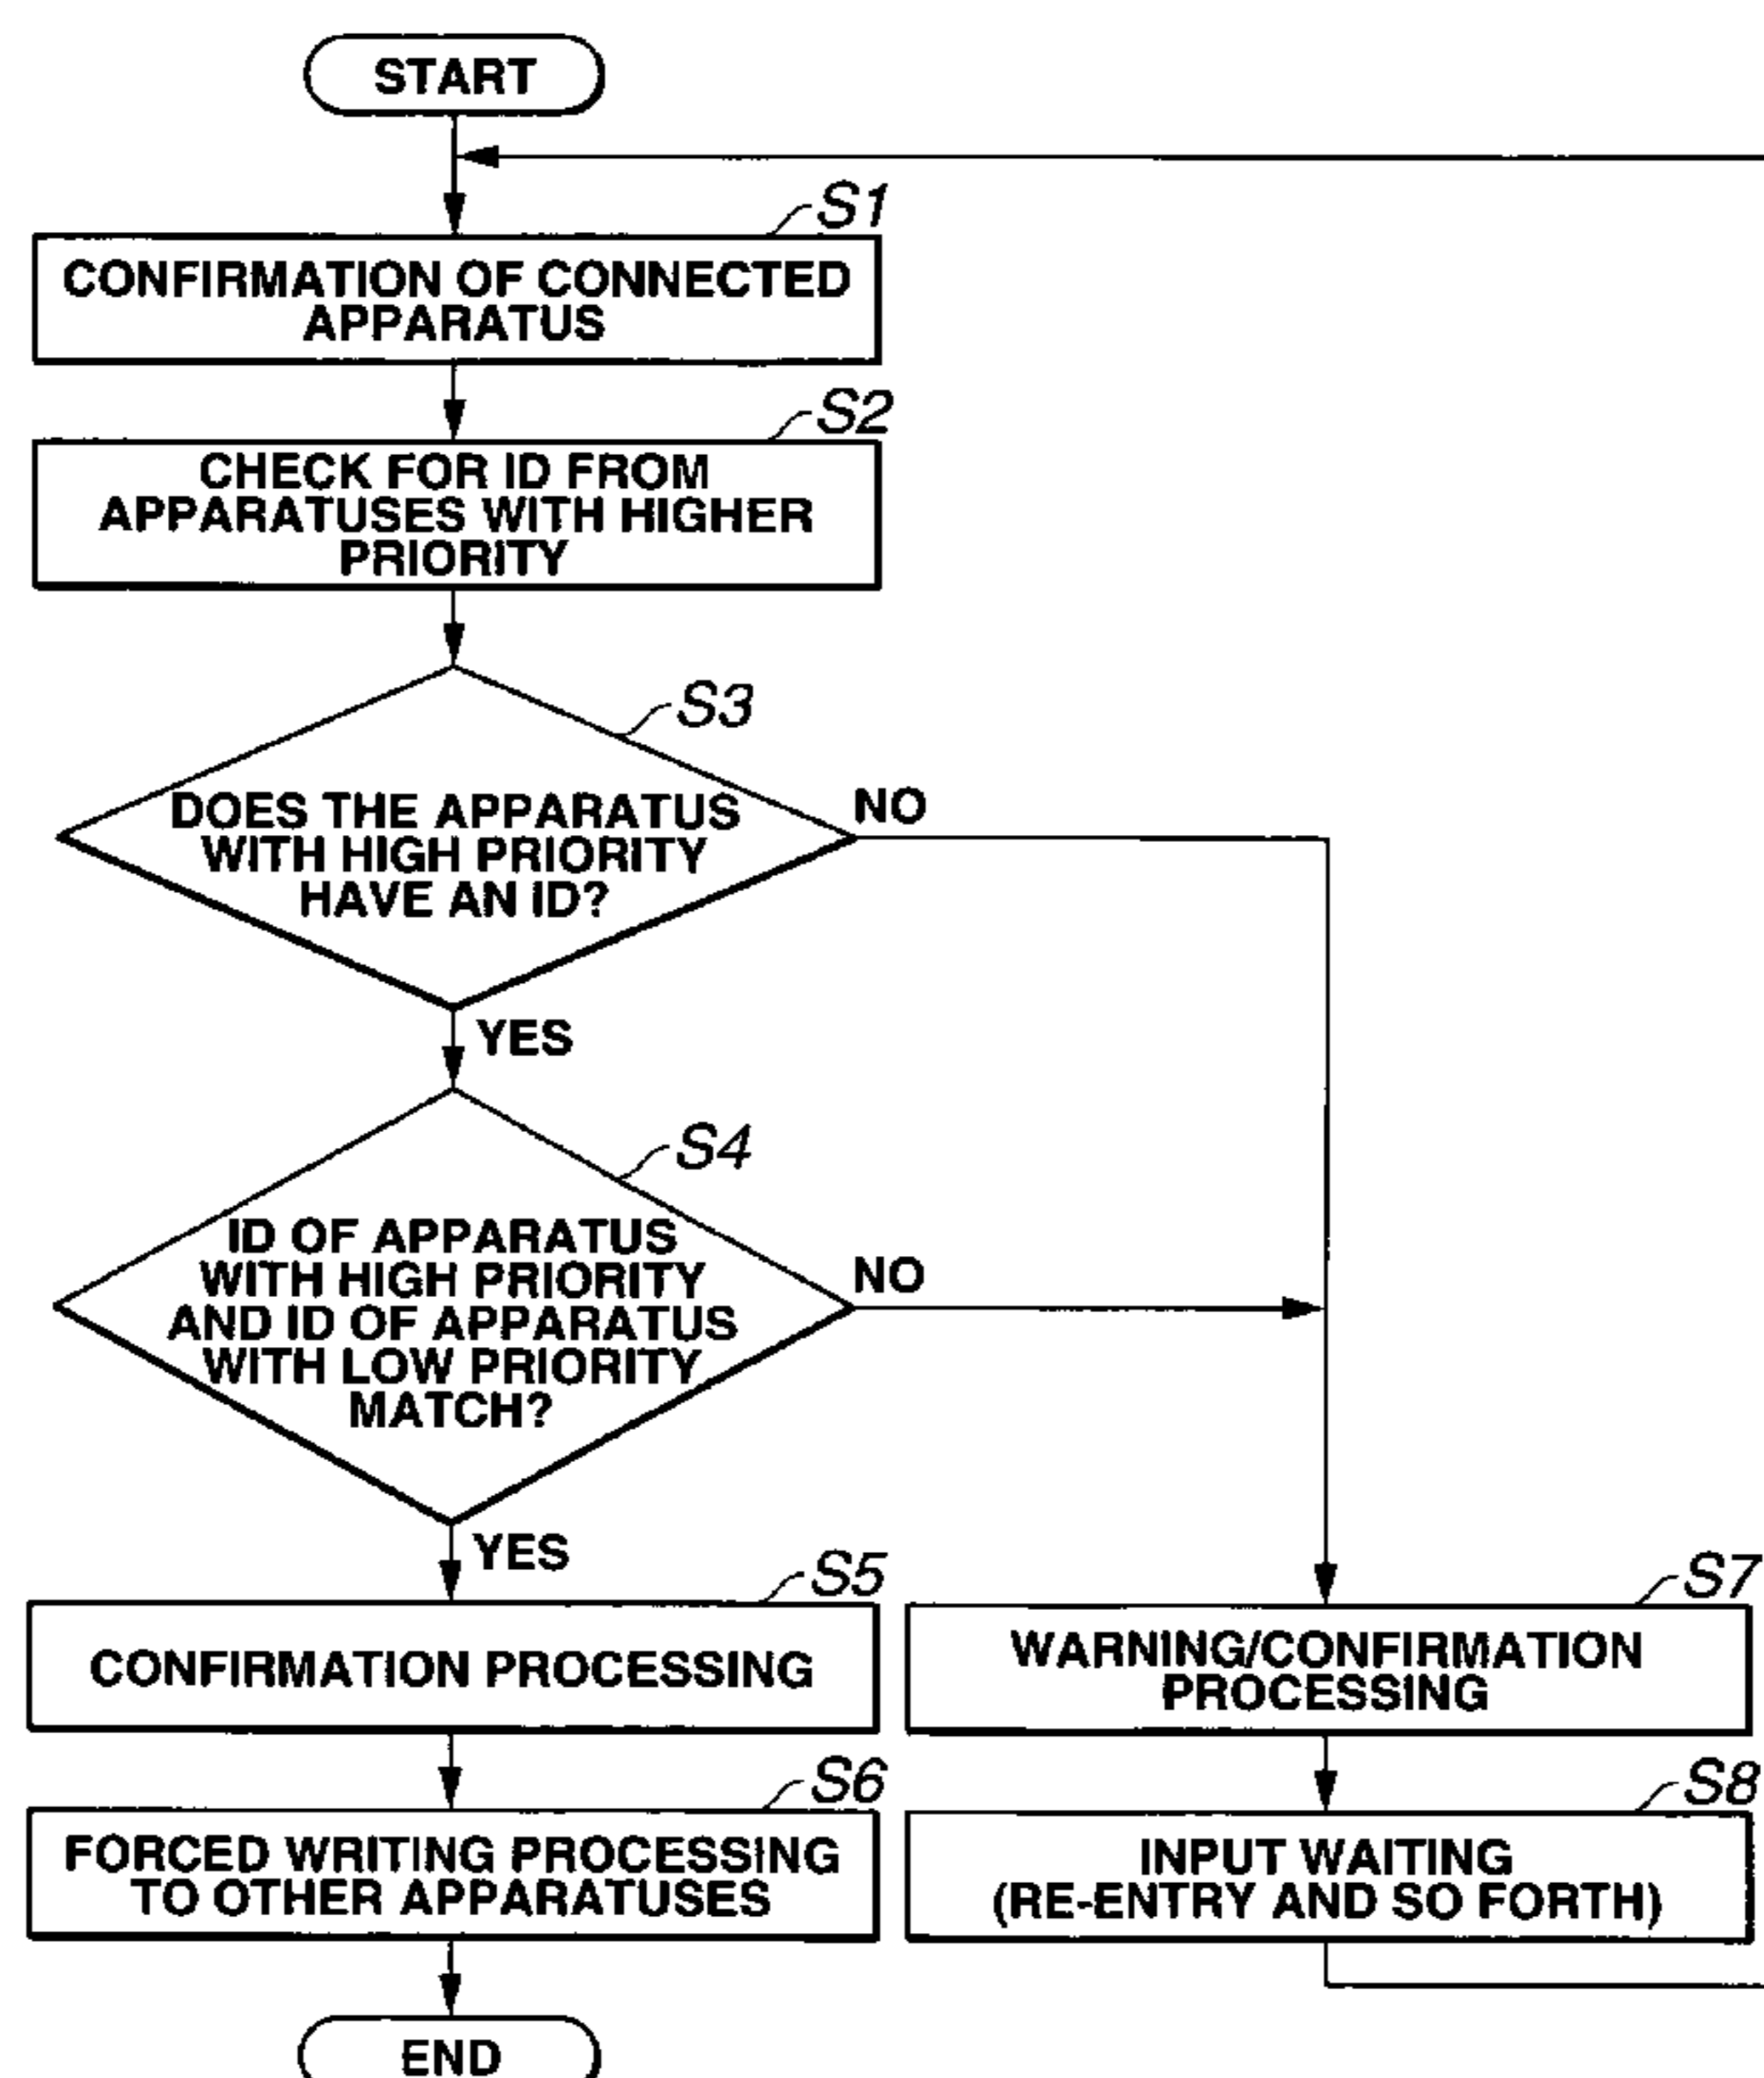 START
S1
CONFIRMATION OF CONNECTED
APPARATUS
S2
CHECK FOR ID FROM
APPARATUSES WITH HIGHER
PRIORITY
S3
DOES THE APPARATUS
WITH HIGH PRIORITY
HAVE AN ID?
NO
YES
S4
ID OF APPARATUS
WITH HIGH PRIORITY
AND ID OF APPARATUS
WITH LOW PRIORITY
MATCH?
NO
YES
S5
CONFIRMATION PROCESSING
S6
FORCED WRITING PROCESSING
TO OTHER APPARATUSES
END
S7
WARNING/CONFIRMATION
PROCESSING
S8
INPUT WAITING
(RE-ENTRY AND SO FORTH)